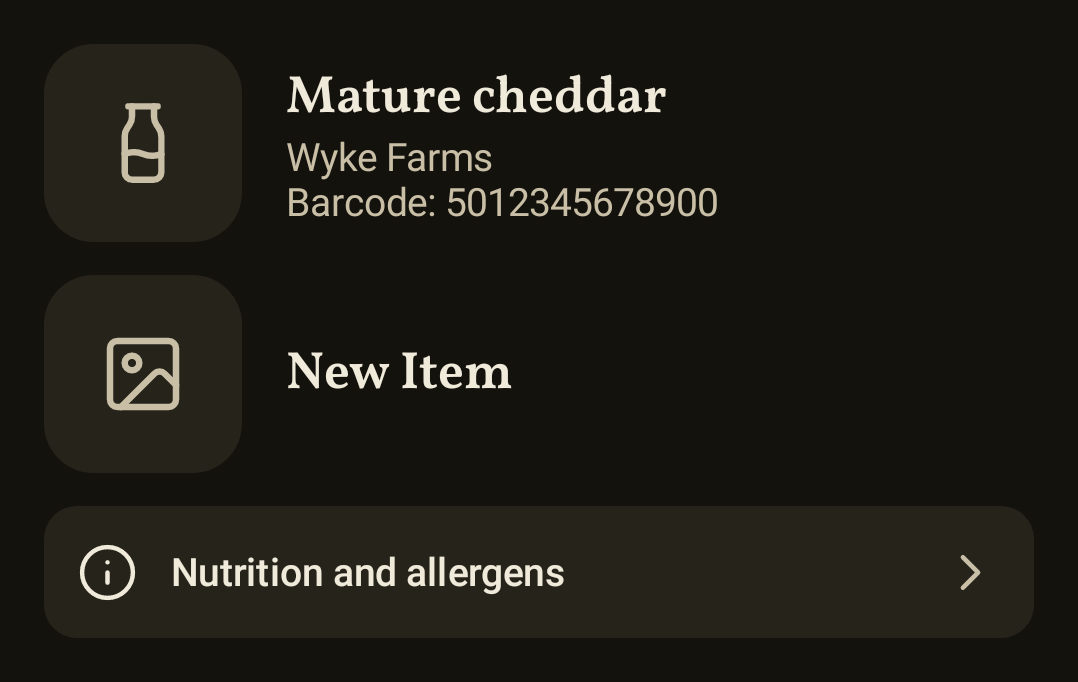 Mature cheddar
Wyke Farms
Barcode: 5012345678900
New Item
Nutrition and allergens